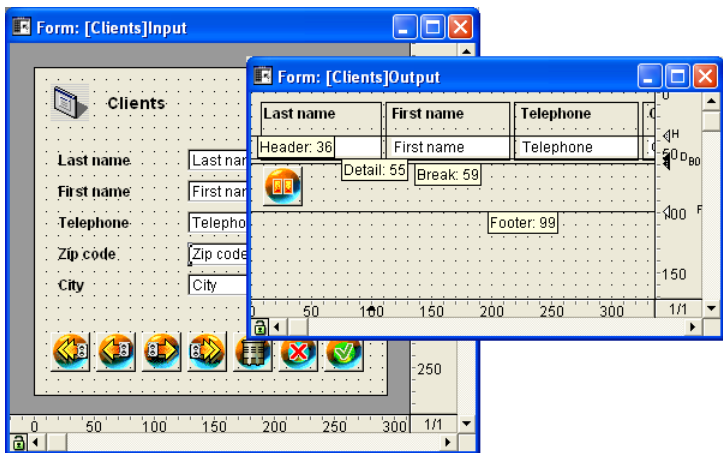 Form: [Clients]Input
Clients
Last name
Last nar
First name
First nar
Telephone
Telepho
Zip code
Zip code
City
City
250
0 50 100 150 200 250 300 1/1
Form: [Clients]Output
Last name First name Telephone
First name Telephone
Header: 36
Detail: 55
Break: 59
Footer: 99
0
H
50 D B0
100 F
150
50 100 150 200 250 300 1/1